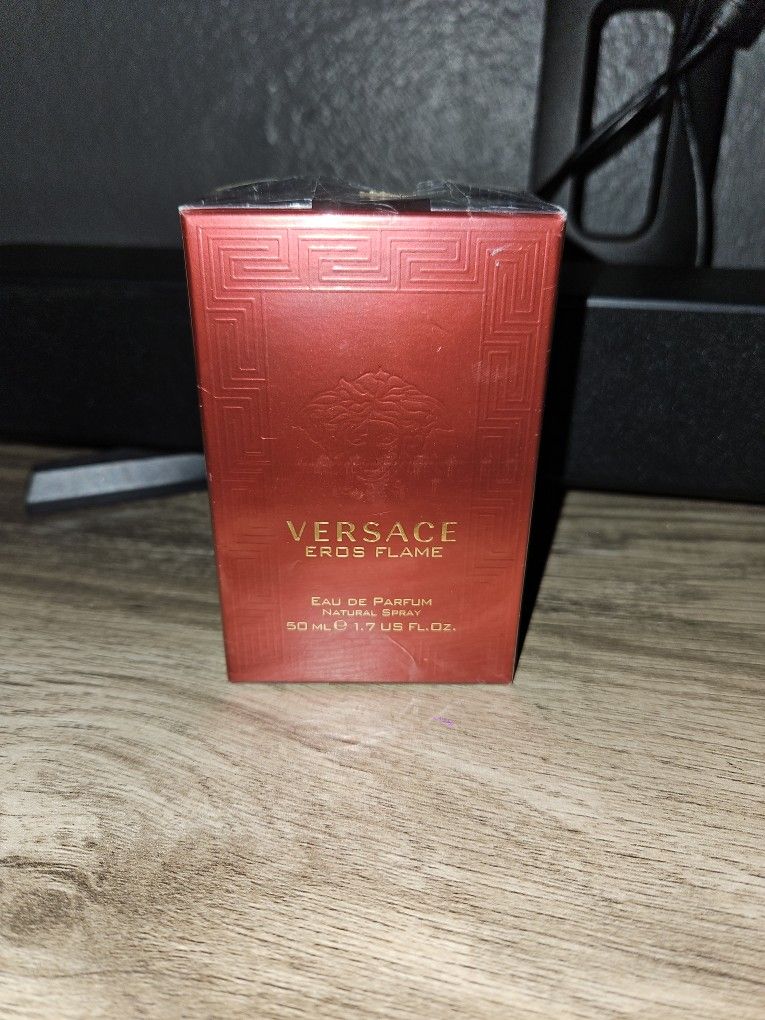 VERSACE
EROS FLAME
EAU DE PARFUM
NATURAL SPRAY
50 ML ℮ 1.7 US FL.OZ.